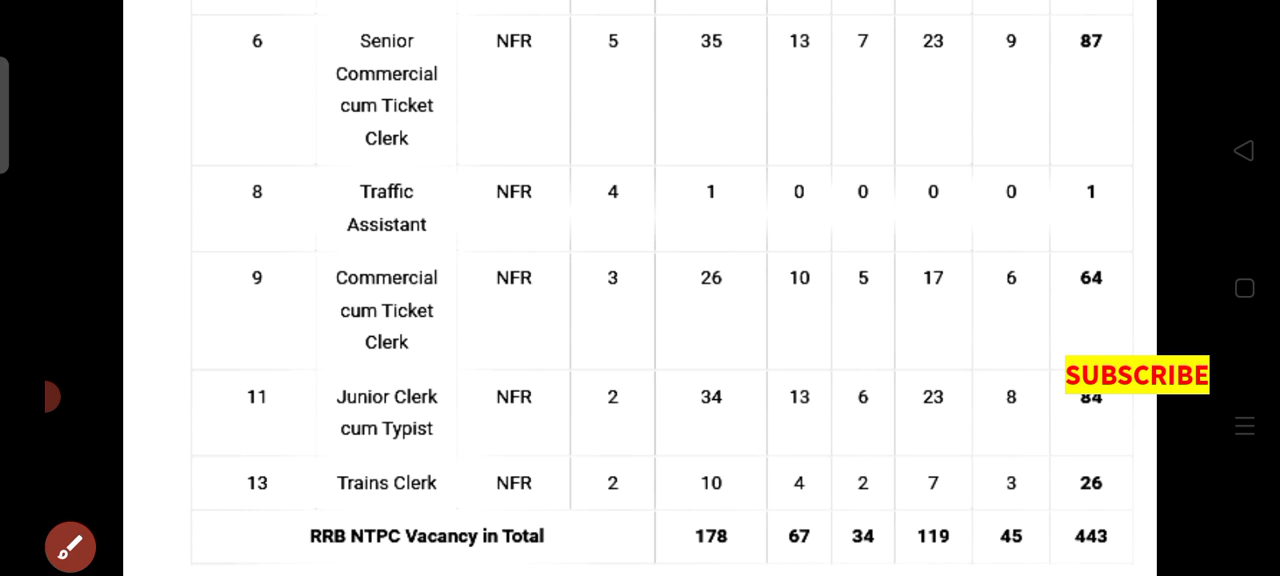 6 Senior Commercial cum Ticket Clerk NFR 5 35 13 7 23 9 87
8 Traffic Assistant NFR 4 1 0 0 0 0 1
9 Commercial cum Ticket Clerk NFR 3 26 10 5 17 6 64
SUBSCRIBE
11 Junior Clerk cum Typist NFR 2 34 13 6 23 8 84
13 Trains Clerk NFR 2 10 4 2 7 3 26
RRB NTPC Vacancy in Total 178 67 34 119 45 443